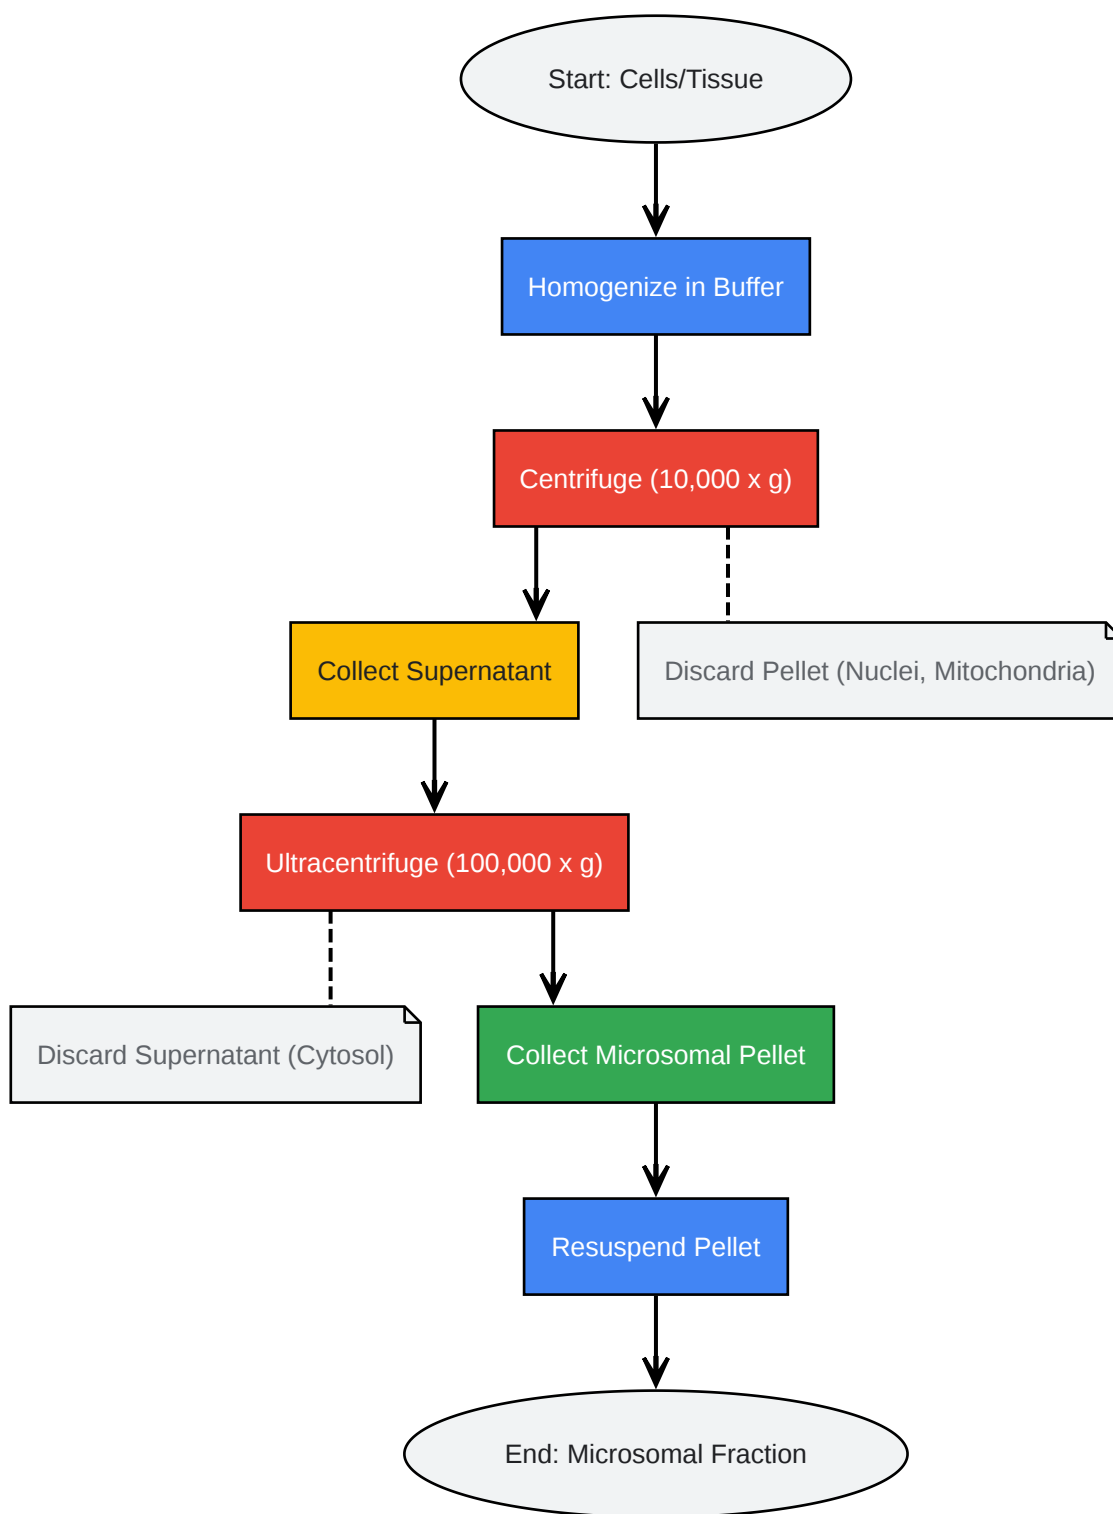 Start: Cells/Tissue
Homogenize in Buffer
Centrifuge (10,000 x g)
Collect Supernatant
Discard Pellet (Nuclei, Mitochondria)
Ultracentrifuge (100,000 x g)
Discard Supernatant (Cytosol)
Collect Microsomal Pellet
Resuspend Pellet
End: Microsomal Fraction